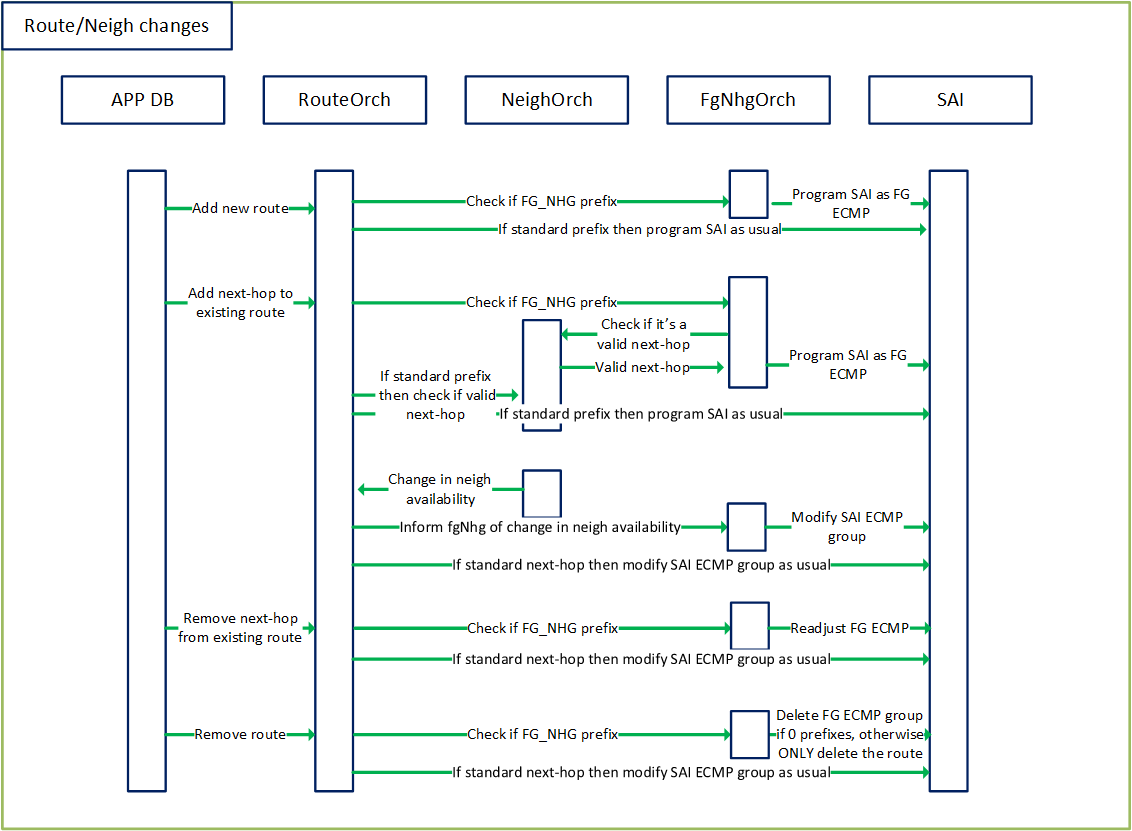 Route/Neigh changes
APP DB
RouteOrch
NeighOrch
FgNhgOrch
SAI
Add new route
Check if FG_NHG prefix
Program SAI as FG
ECMP
If standard prefix then program SAI as usual
Add next-hop to
existing route
Check if FG_NHG prefix
Check if it's a
valid next-hop
Valid next-hop
Program SAI as FG
ECMP
If standard prefix
then check if valid
next-hop
If standard prefix then program SAI as usual
Change in neigh
availability
Inform fgNhg of change in neigh availability
Modify SAI ECMP
group
If standard next-hop then modify SAI ECMP group as usual
Remove next-hop
from existing route
Check if FG_NHG prefix
Readjust FG ECMP
If standard next-hop then modify SAI ECMP group as usual
Remove route
Check if FG_NHG prefix
Delete FG ECMP group
if 0 prefixes, otherwise
ONLY delete the route
If standard next-hop then modify SAI ECMP group as usual